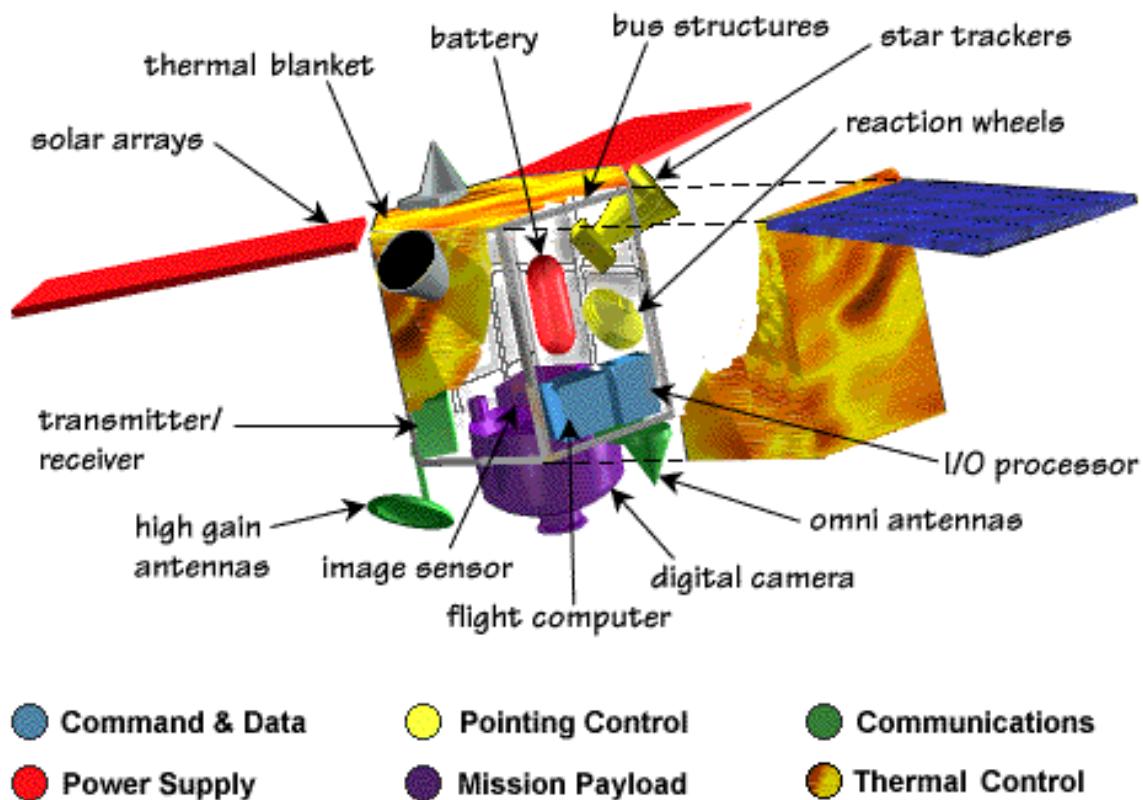 bus structures
battery
star trackers
thermal blanket
reaction wheels
solar arrays
transmitter/
receiver
I/O processor
high gain
antennas
omni antennas
image sensor
digital camera
flight computer
Command & Data
Pointing Control
Communications
Power Supply
Mission Payload
Thermal Control